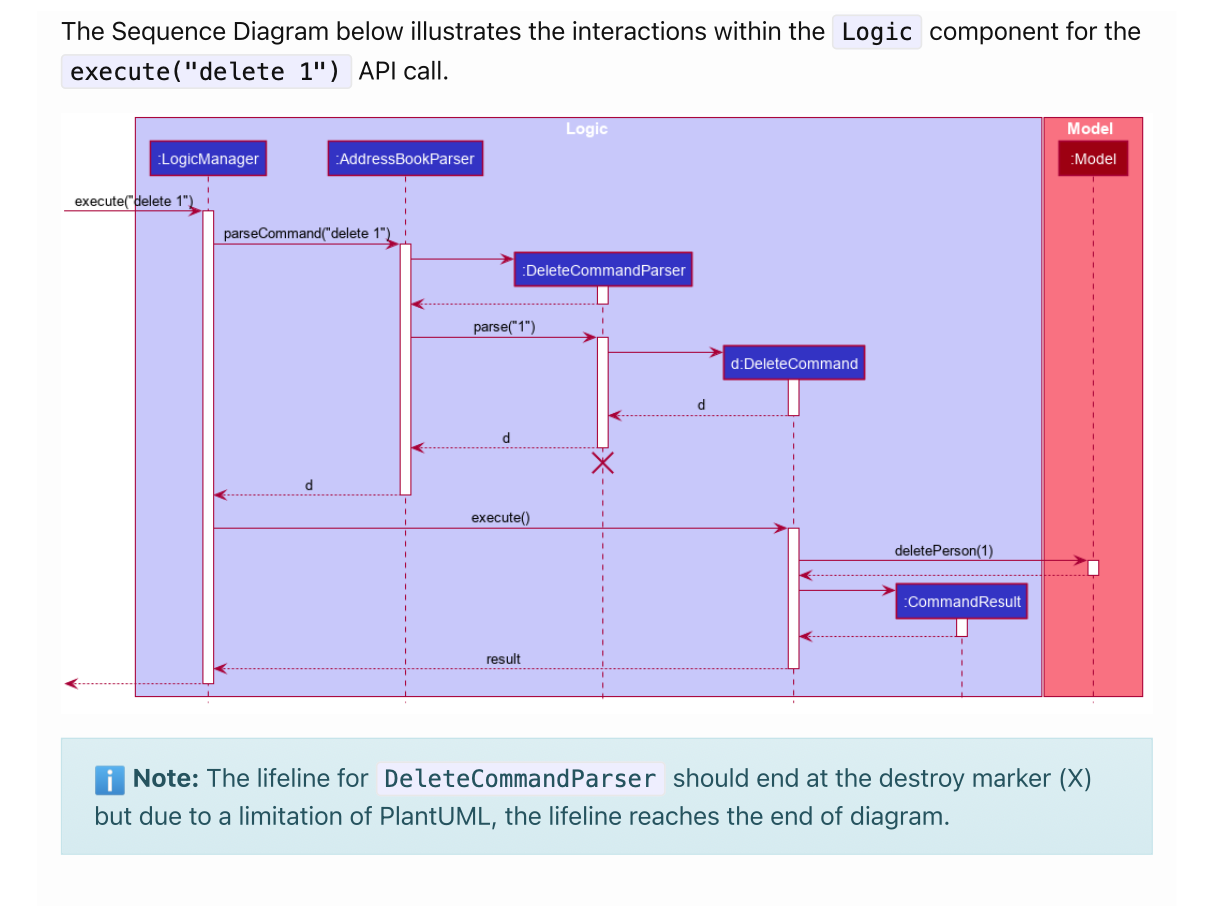 The Sequence Diagram below illustrates the interactions within the Logic component for the
execute("delete 1") API call.
Logic
Model
:LogicManager
:AddressBookParser
:Model
execute("delete 1")
parseCommand("delete 1")
:DeleteCommandParser
parse("1")
d:DeleteCommand
d
d
d
execute()
deletePerson(1)
:CommandResult
result
Note: The lifeline for DeleteCommandParser should end at the destroy marker (X)
but due to a limitation of PlantUML, the lifeline reaches the end of diagram.